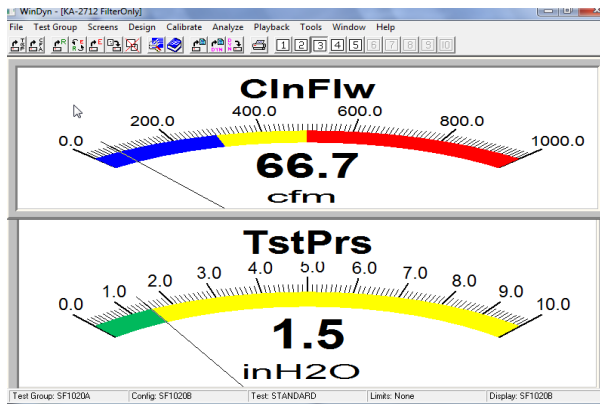 WinDyn - [KA-2712 FilterOnly]
File Test Group Screens Design Calibrate Analyze Playback Tools Window Help
1 2 3 4 5 6 7 8 9 10
ClnFlw
0.0 200.0 400.0 600.0 800.0 1000.0
66.7
cfm
TstPrs
0.0 1.0 2.0 3.0 4.0 5.0 6.0 7.0 8.0 9.0 10.0
1.5
inH2O
Test Group: SF1020A Config: SF1020B Test: STANDARD Limits: None Display: SF1020B